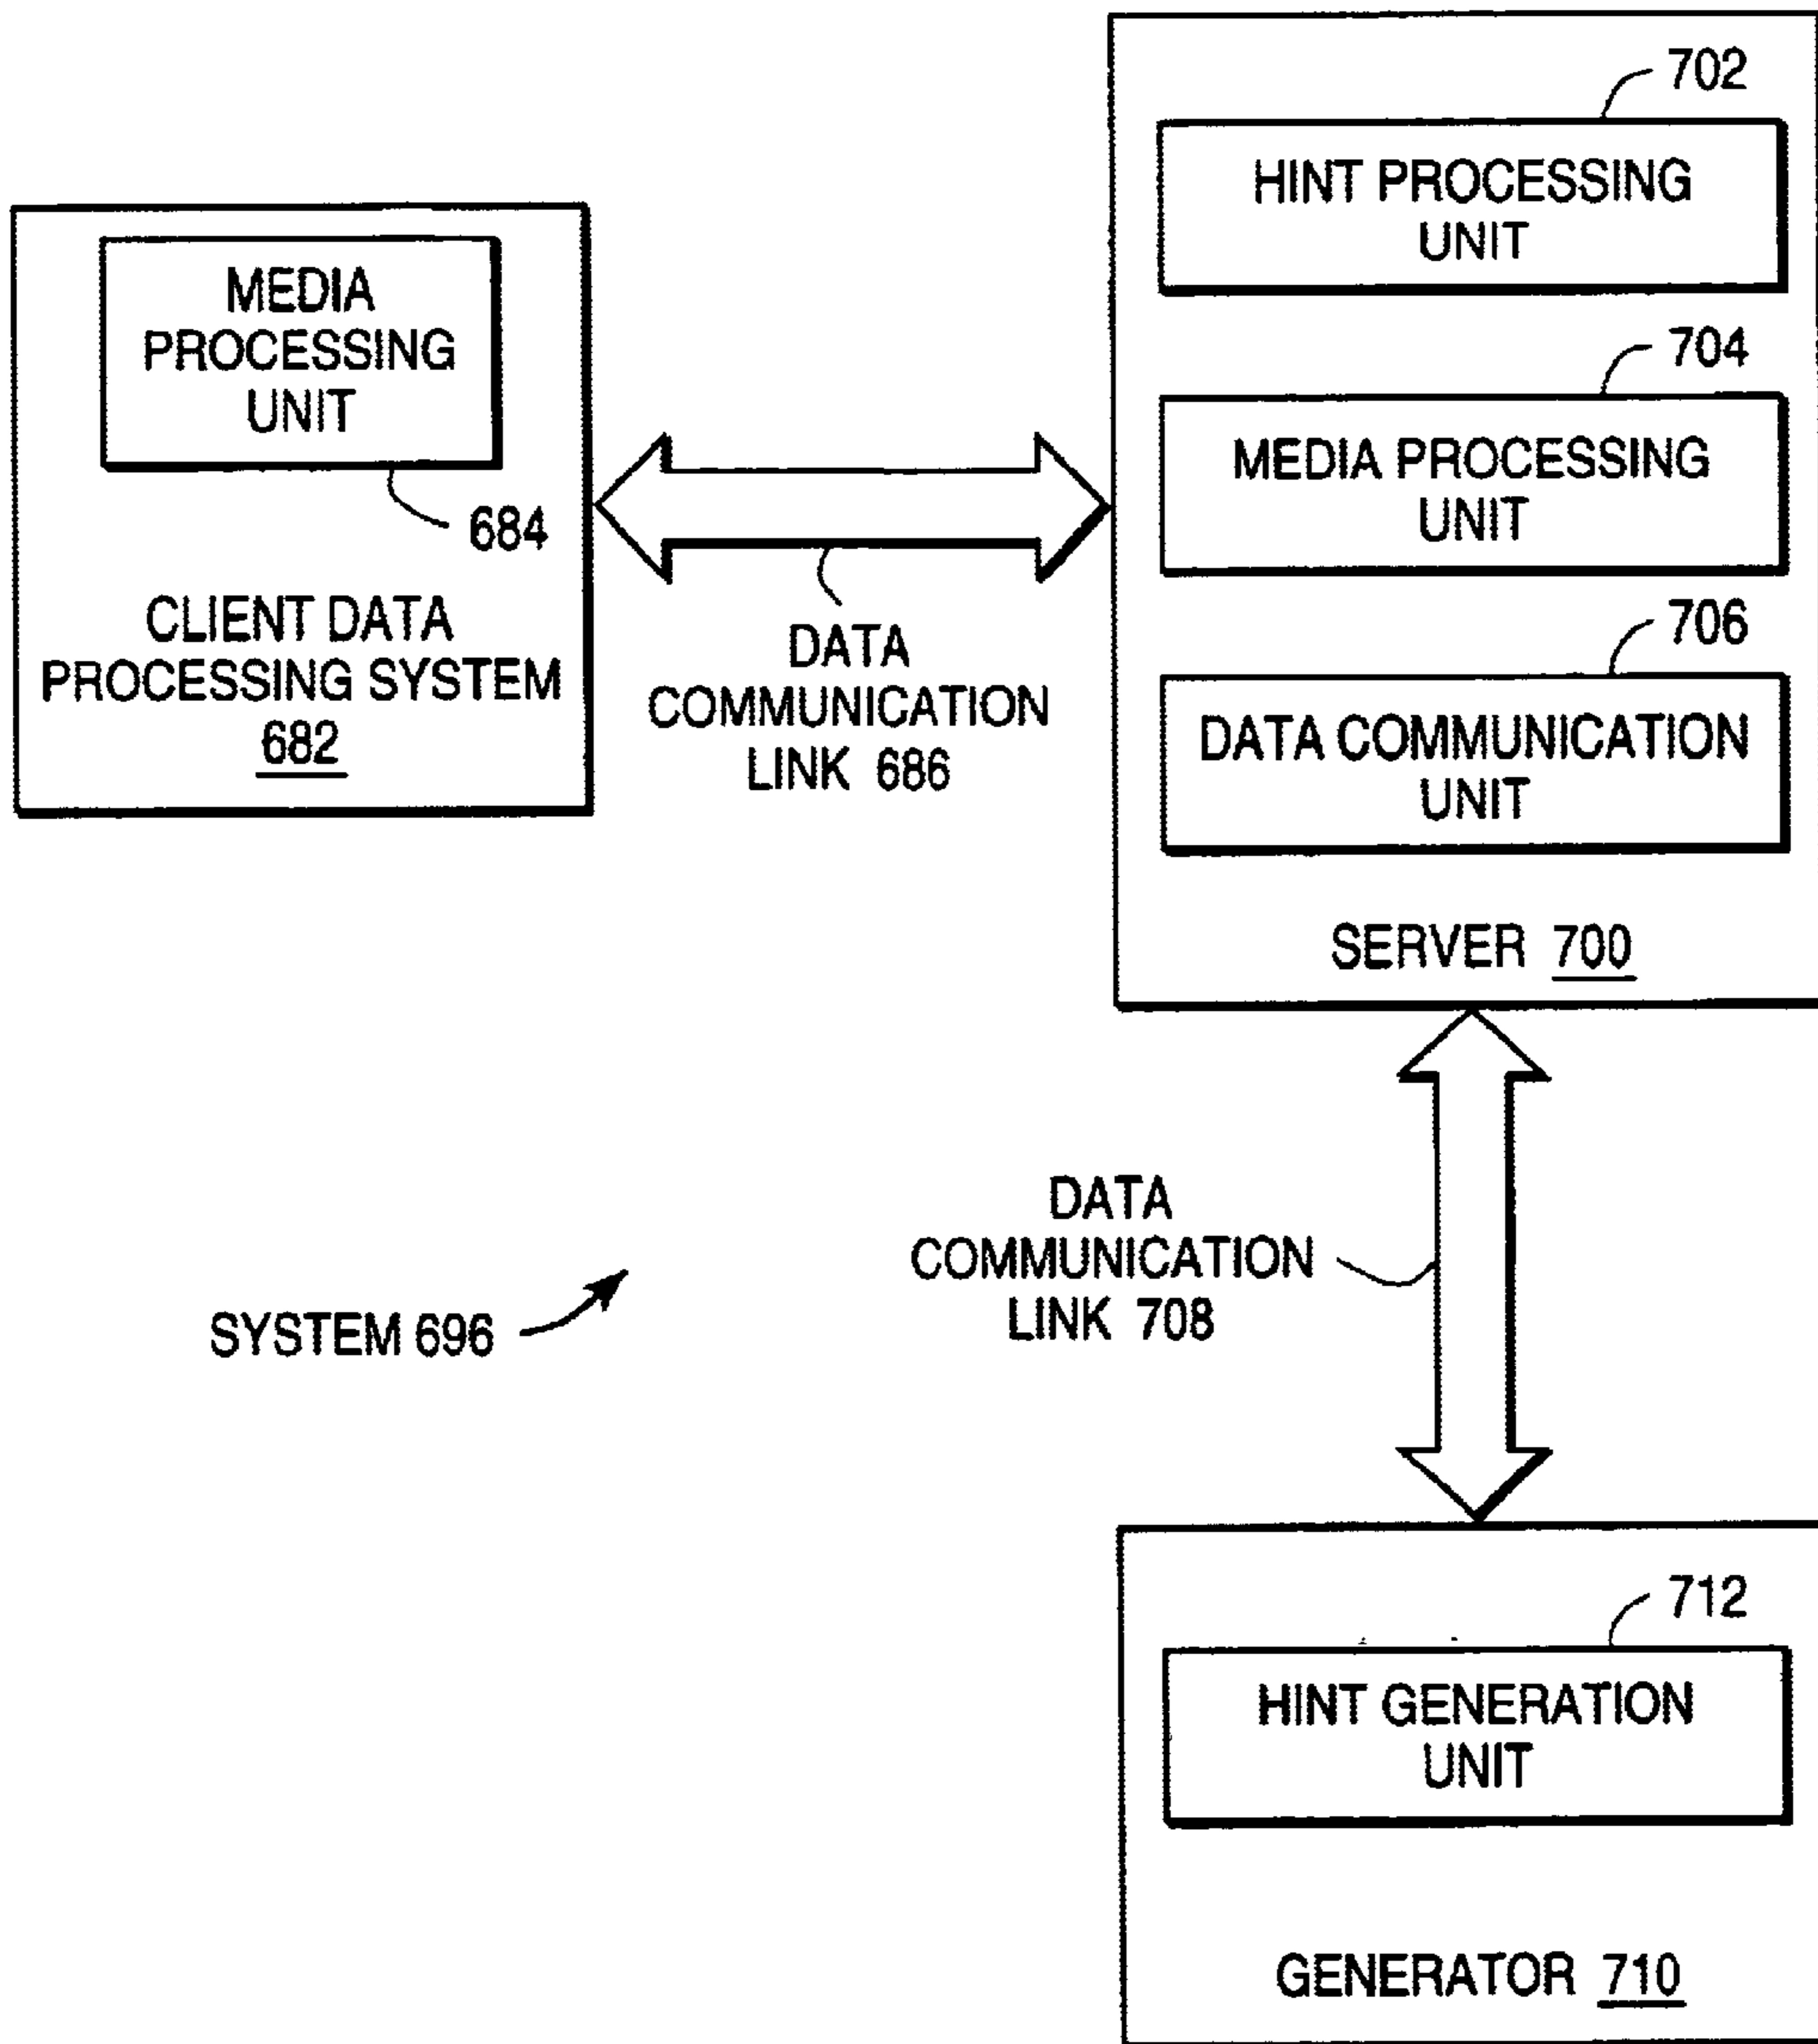 702
HINT PROCESSING
UNIT
MEDIA
PROCESSING
UNIT
684
CLIENT DATA
PROCESSING SYSTEM
682
704
MEDIA PROCESSING
UNIT
DATA
COMMUNICATION
LINK 686
706
DATA COMMUNICATION
UNIT
SERVER 700
DATA
COMMUNICATION
LINK 708
SYSTEM 696
712
HINT GENERATION
UNIT
GENERATOR 710